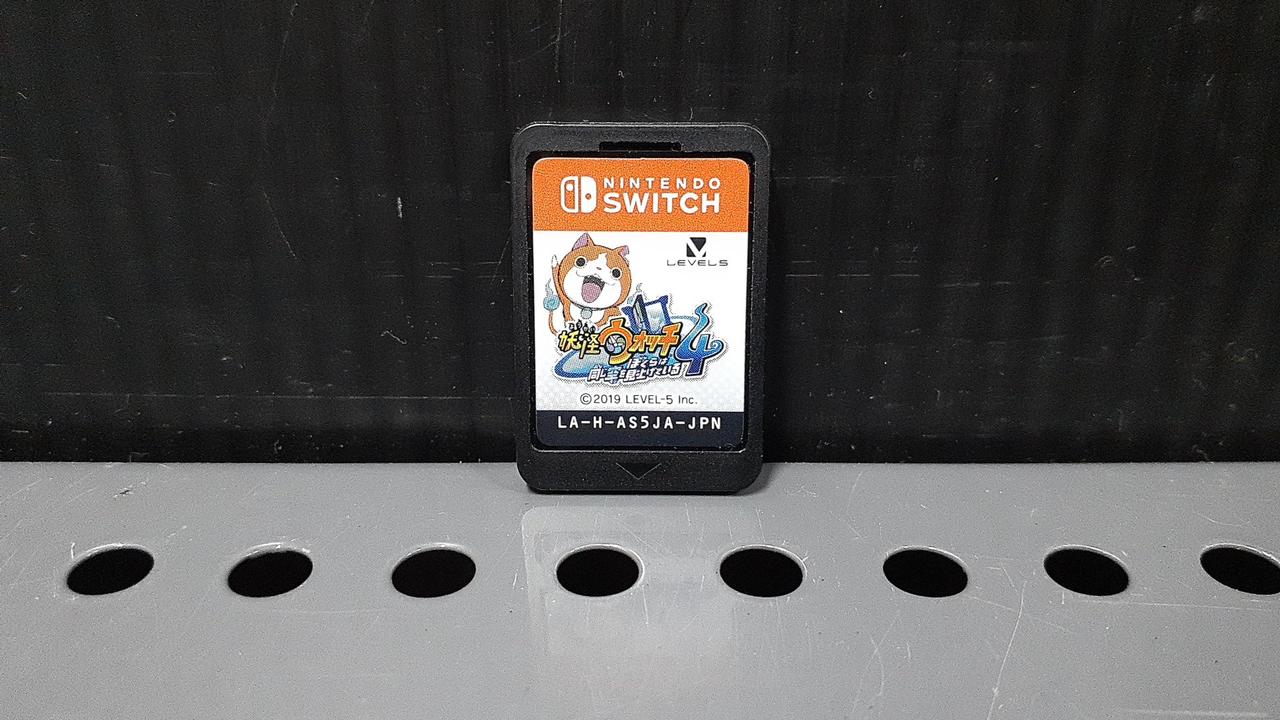 NINTENDO
SWITCH
LEVEL5
妖怪ウォッチ4
ぼくらは
同じ空を見上げている
©2019 LEVEL-5 Inc.
LA-H-AS5JA-JPN